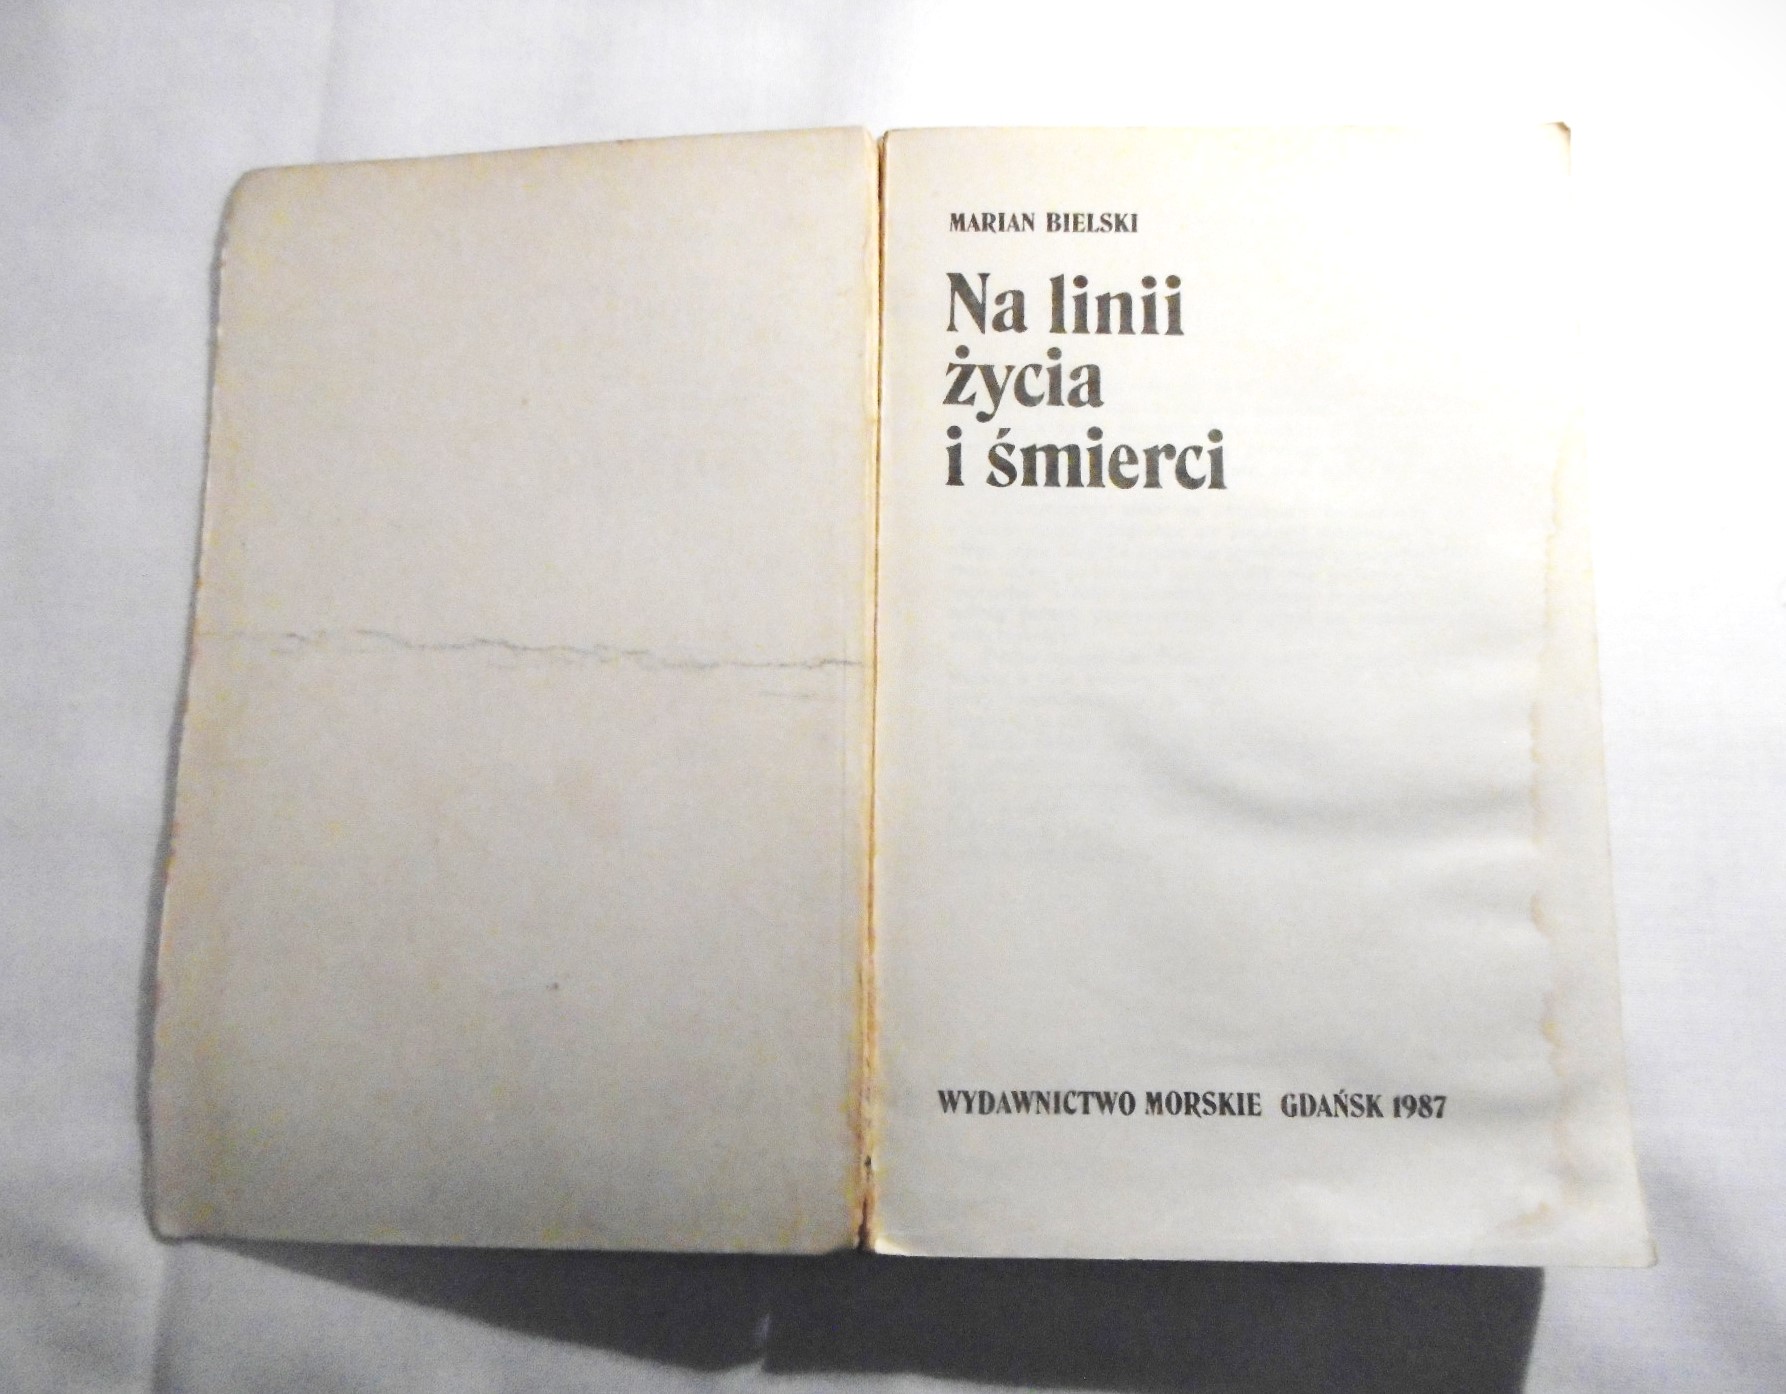 MARIAN BIELSKI
Na linii
życia
i śmierci
WYDAWNICTWO MORSKIE GDAŃSK 1987